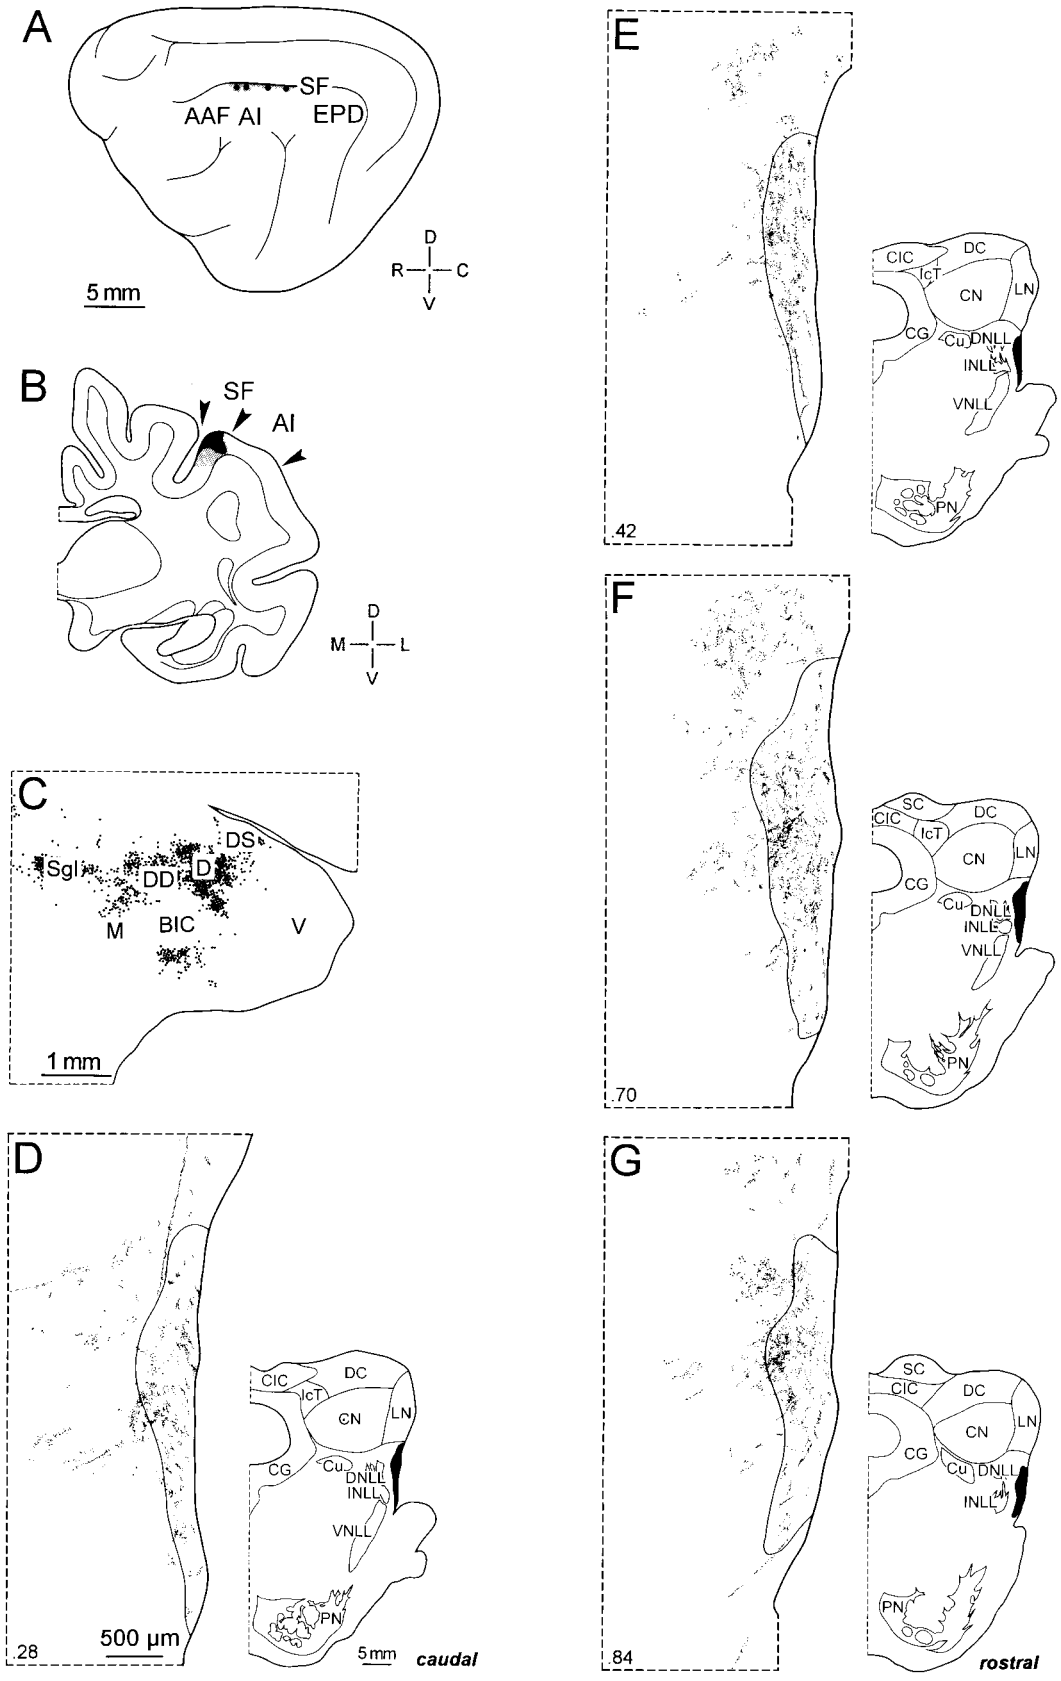 A
SF
AAF AI EPD
D
R C
V
5 mm
B
SF
AI
D
M L
V
C
Sgl DD D DS
M BIC V
1 mm
D
.28
500 µm
CIC DC
IcT CN LN
CG Cu DNLL
INLL
VNLL
PN
5 mm caudal
E
.42
CIC DC
IcT CN LN
CG Cu DNLL
INLL
VNLL
PN
F
.70
SC DC
CIC IcT
CN LN
CG
Cu DNLL
INLL
VNLL
PN
G
.84
SC
CIC DC
CN LN
CG
Cu DNLL
INLL
PN
rostral